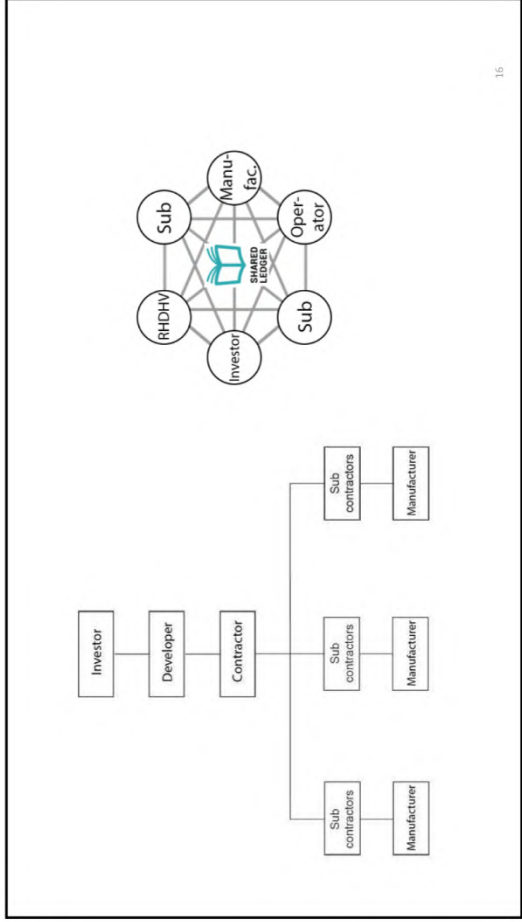 Investor
Developer
Contractor
Sub
contractors
Sub
contractors
Sub
contractors
Manufacturer
Manufacturer
Manufacturer
RHDHV
Sub
Investor
SHARED
LEDGER
Manu-
fac.
Sub
Oper-
ator
16